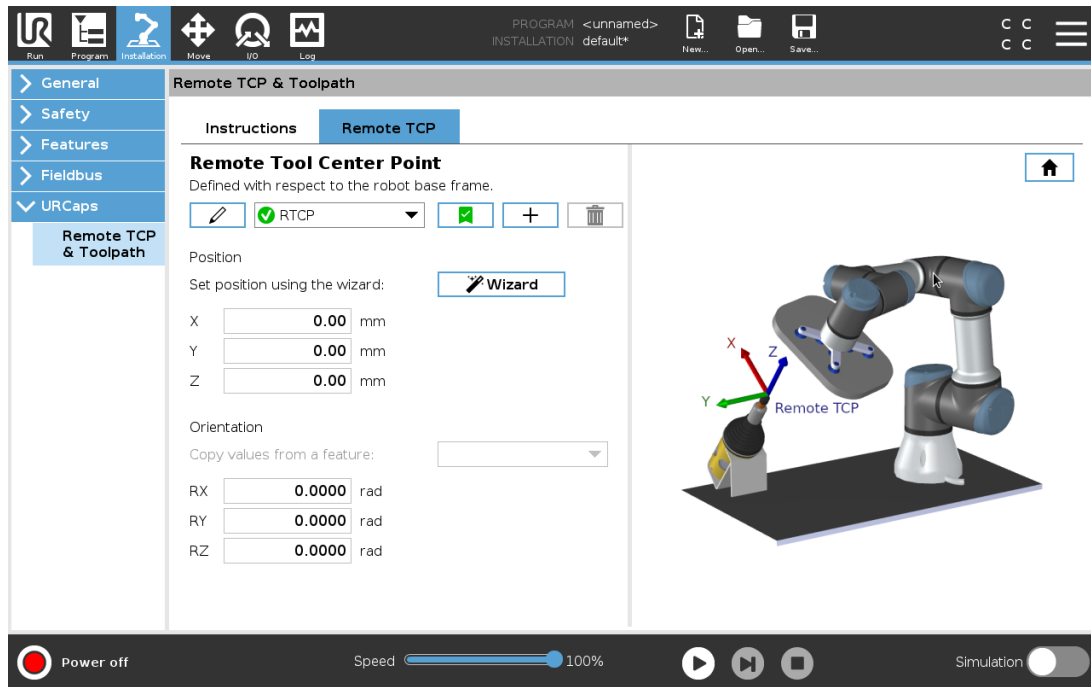 PROGRAM <unnamed>
INSTALLATION default*
C C
C C
Run Program Installation Move I/O Log New... Open... Save...
General
Safety
Features
Fieldbus
URCaps
Remote TCP
& Toolpath
Remote TCP & Toolpath
Instructions Remote TCP
Remote Tool Center Point
Defined with respect to the robot base frame.
RTCP
Position
Set position using the wizard: Wizard
X 0.00 mm
Y 0.00 mm
Z 0.00 mm
Orientation
Copy values from a feature:
RX 0.0000 rad
RY 0.0000 rad
RZ 0.0000 rad
X
Z
Y
Remote TCP
Power off Speed 100% Simulation